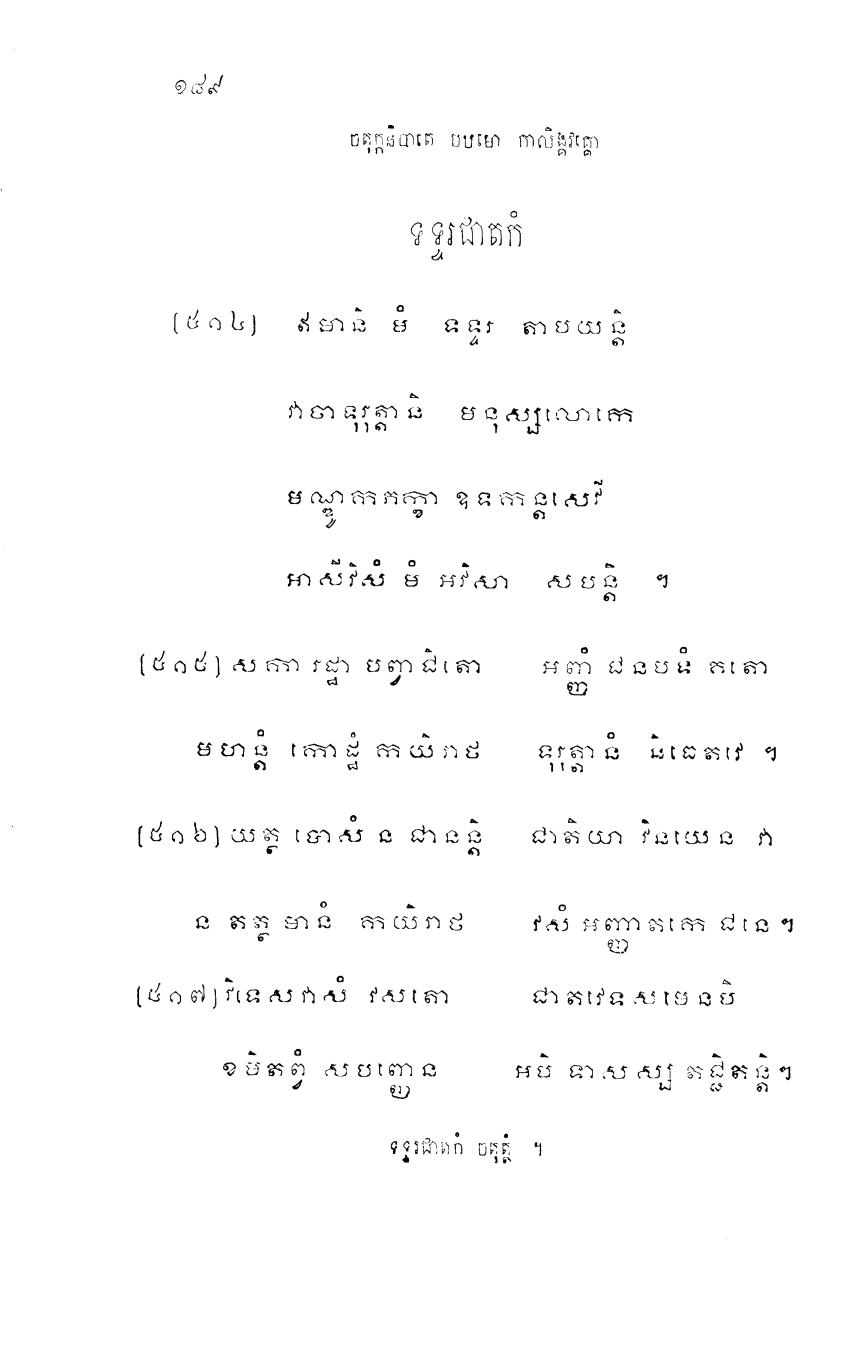 ១៨៩
ចតុក្កនិបាតេ បឋមោ កាលិង្គវគ្គោ
ទទ្ទរជាតកំ
[៥១៤] ឥមានិ មំ ទទ្ទរ តាបយន្តិ
វាចាទុរុត្តានិ មនុស្សលោកេ
មណ្ឌូកភក្ខា ឧទកន្តសេវី
អាសីវិសំ មំ អវិសា សបន្តិ ។
[៥១៥] សកា រដ្ឋា បព្វាជិតោ អញ្ញំ ជនបទំ គតោ
មហន្តំ កោដ្ឋំ កយិរាថ ទុរុត្តានំ និធេតវេ ។
[៥១៦] យត្ថ បោសំ ន ជានន្តិ ជាតិយា វិនយេន វា
ន តត្ថ មានំ កយិរាថ វសំ អញ្ញាតកេ ជនេ។
[៥១៧] វិទេសវាសំ វសតោ ជាតវេទសមេនបិ
ខមិតព្វំ សបញ្ញេន អបិ ទាសស្ស តជ្ជិតន្តិ។
ទទ្ទរជាតកំ ចតុត្ថំ ។